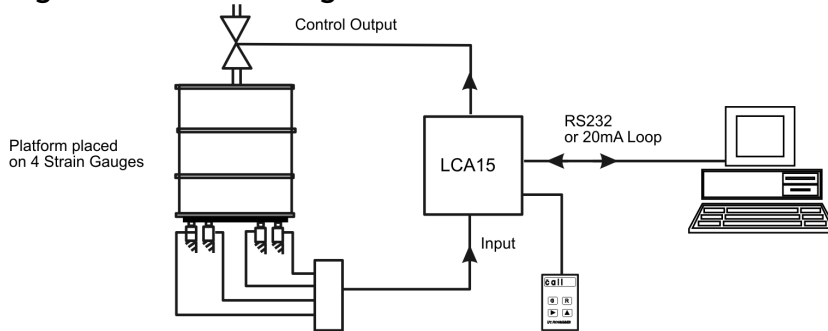 Control Output
Platform placed
on 4 Strain Gauges
RS232
or 20mA Loop
LCA15
Input
call
G R